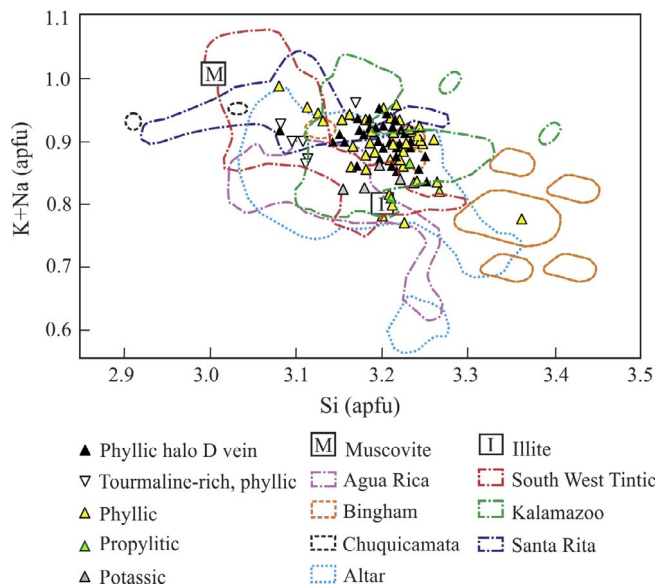 1.1
1.0
M
0.9
K+Na (apfu)
0.8
I
0.7
0.6
2.9 3.0 3.1 3.2 3.3 3.4 3.5
Si (apfu)
Phyllic halo D vein M Muscovite I Illite
Tourmaline-rich, phyllic Agua Rica South West Tintic
Phyllic Bingham Kalamazoo
Propylitic Chuquicamata Santa Rita
Potassic Altar